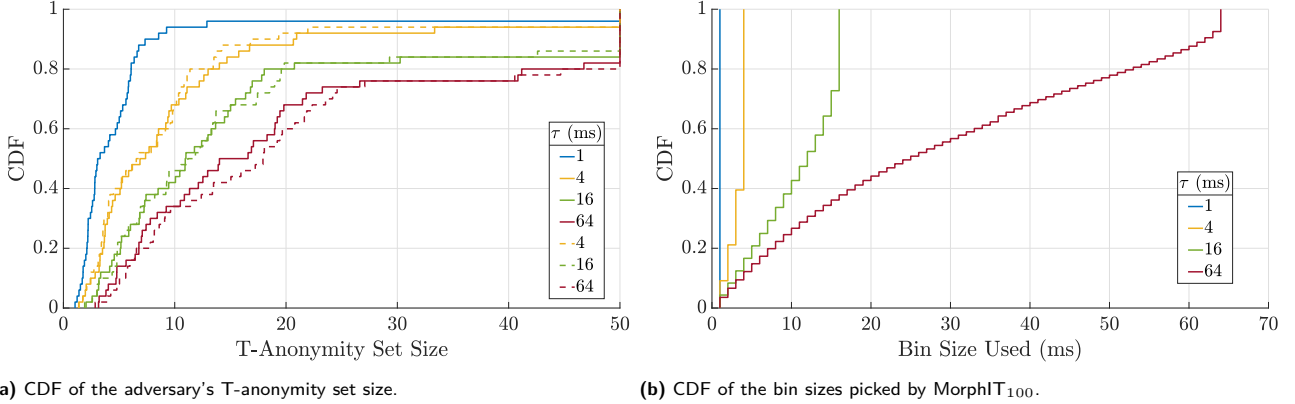 1
0.8
0.6
0.4
0.2
0
CDF
0 10 20 30 40 50
T-Anonymity Set Size
τ (ms)
1
4
16
64
4
16
64
1
0.8
0.6
0.4
0.2
0
CDF
0 10 20 30 40 50 60 70
Bin Size Used (ms)
τ (ms)
1
4
16
64
a) CDF of the adversary's T-anonymity set size.
(b) CDF of the bin sizes picked by MorphIT₁₀₀.